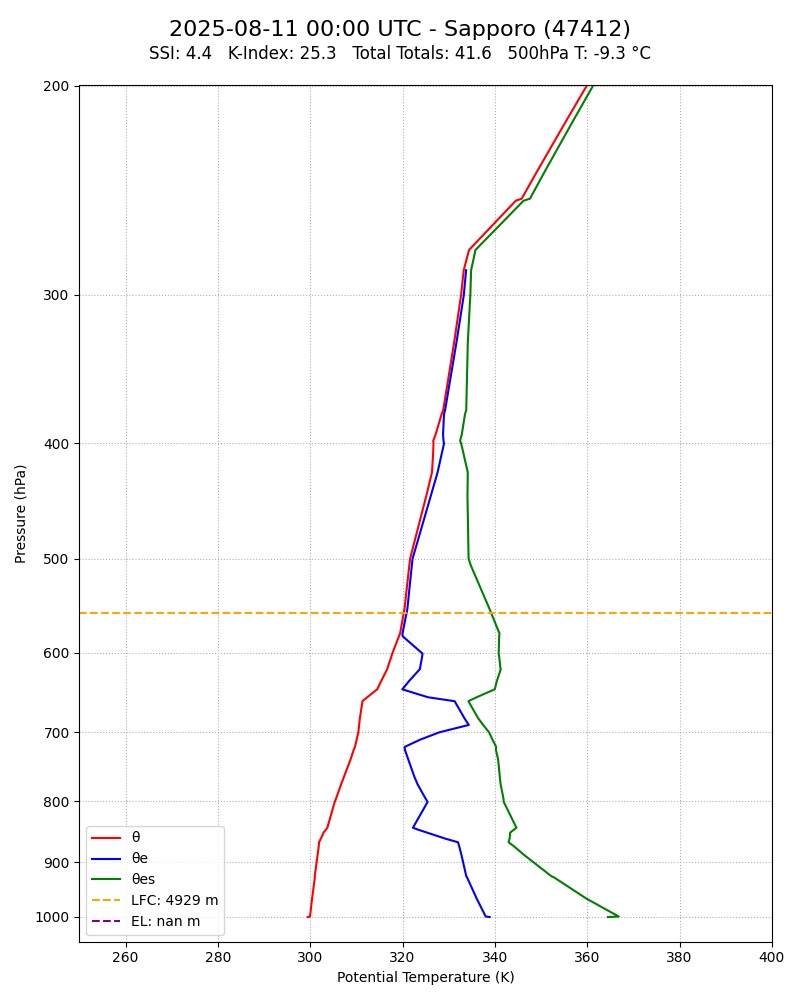 2025-08-11 00:00 UTC - Sapporo (47412)
SSI: 4.4 K-Index: 25.3 Total Totals: 41.6 500hPa T: -9.3 °C
200
300
400
500
600
700
800
900
1000
Pressure (hPa)
θ
θe
θes
LFC: 4929 m
EL: nan m
260 280 300 320 340 360 380 400
Potential Temperature (K)